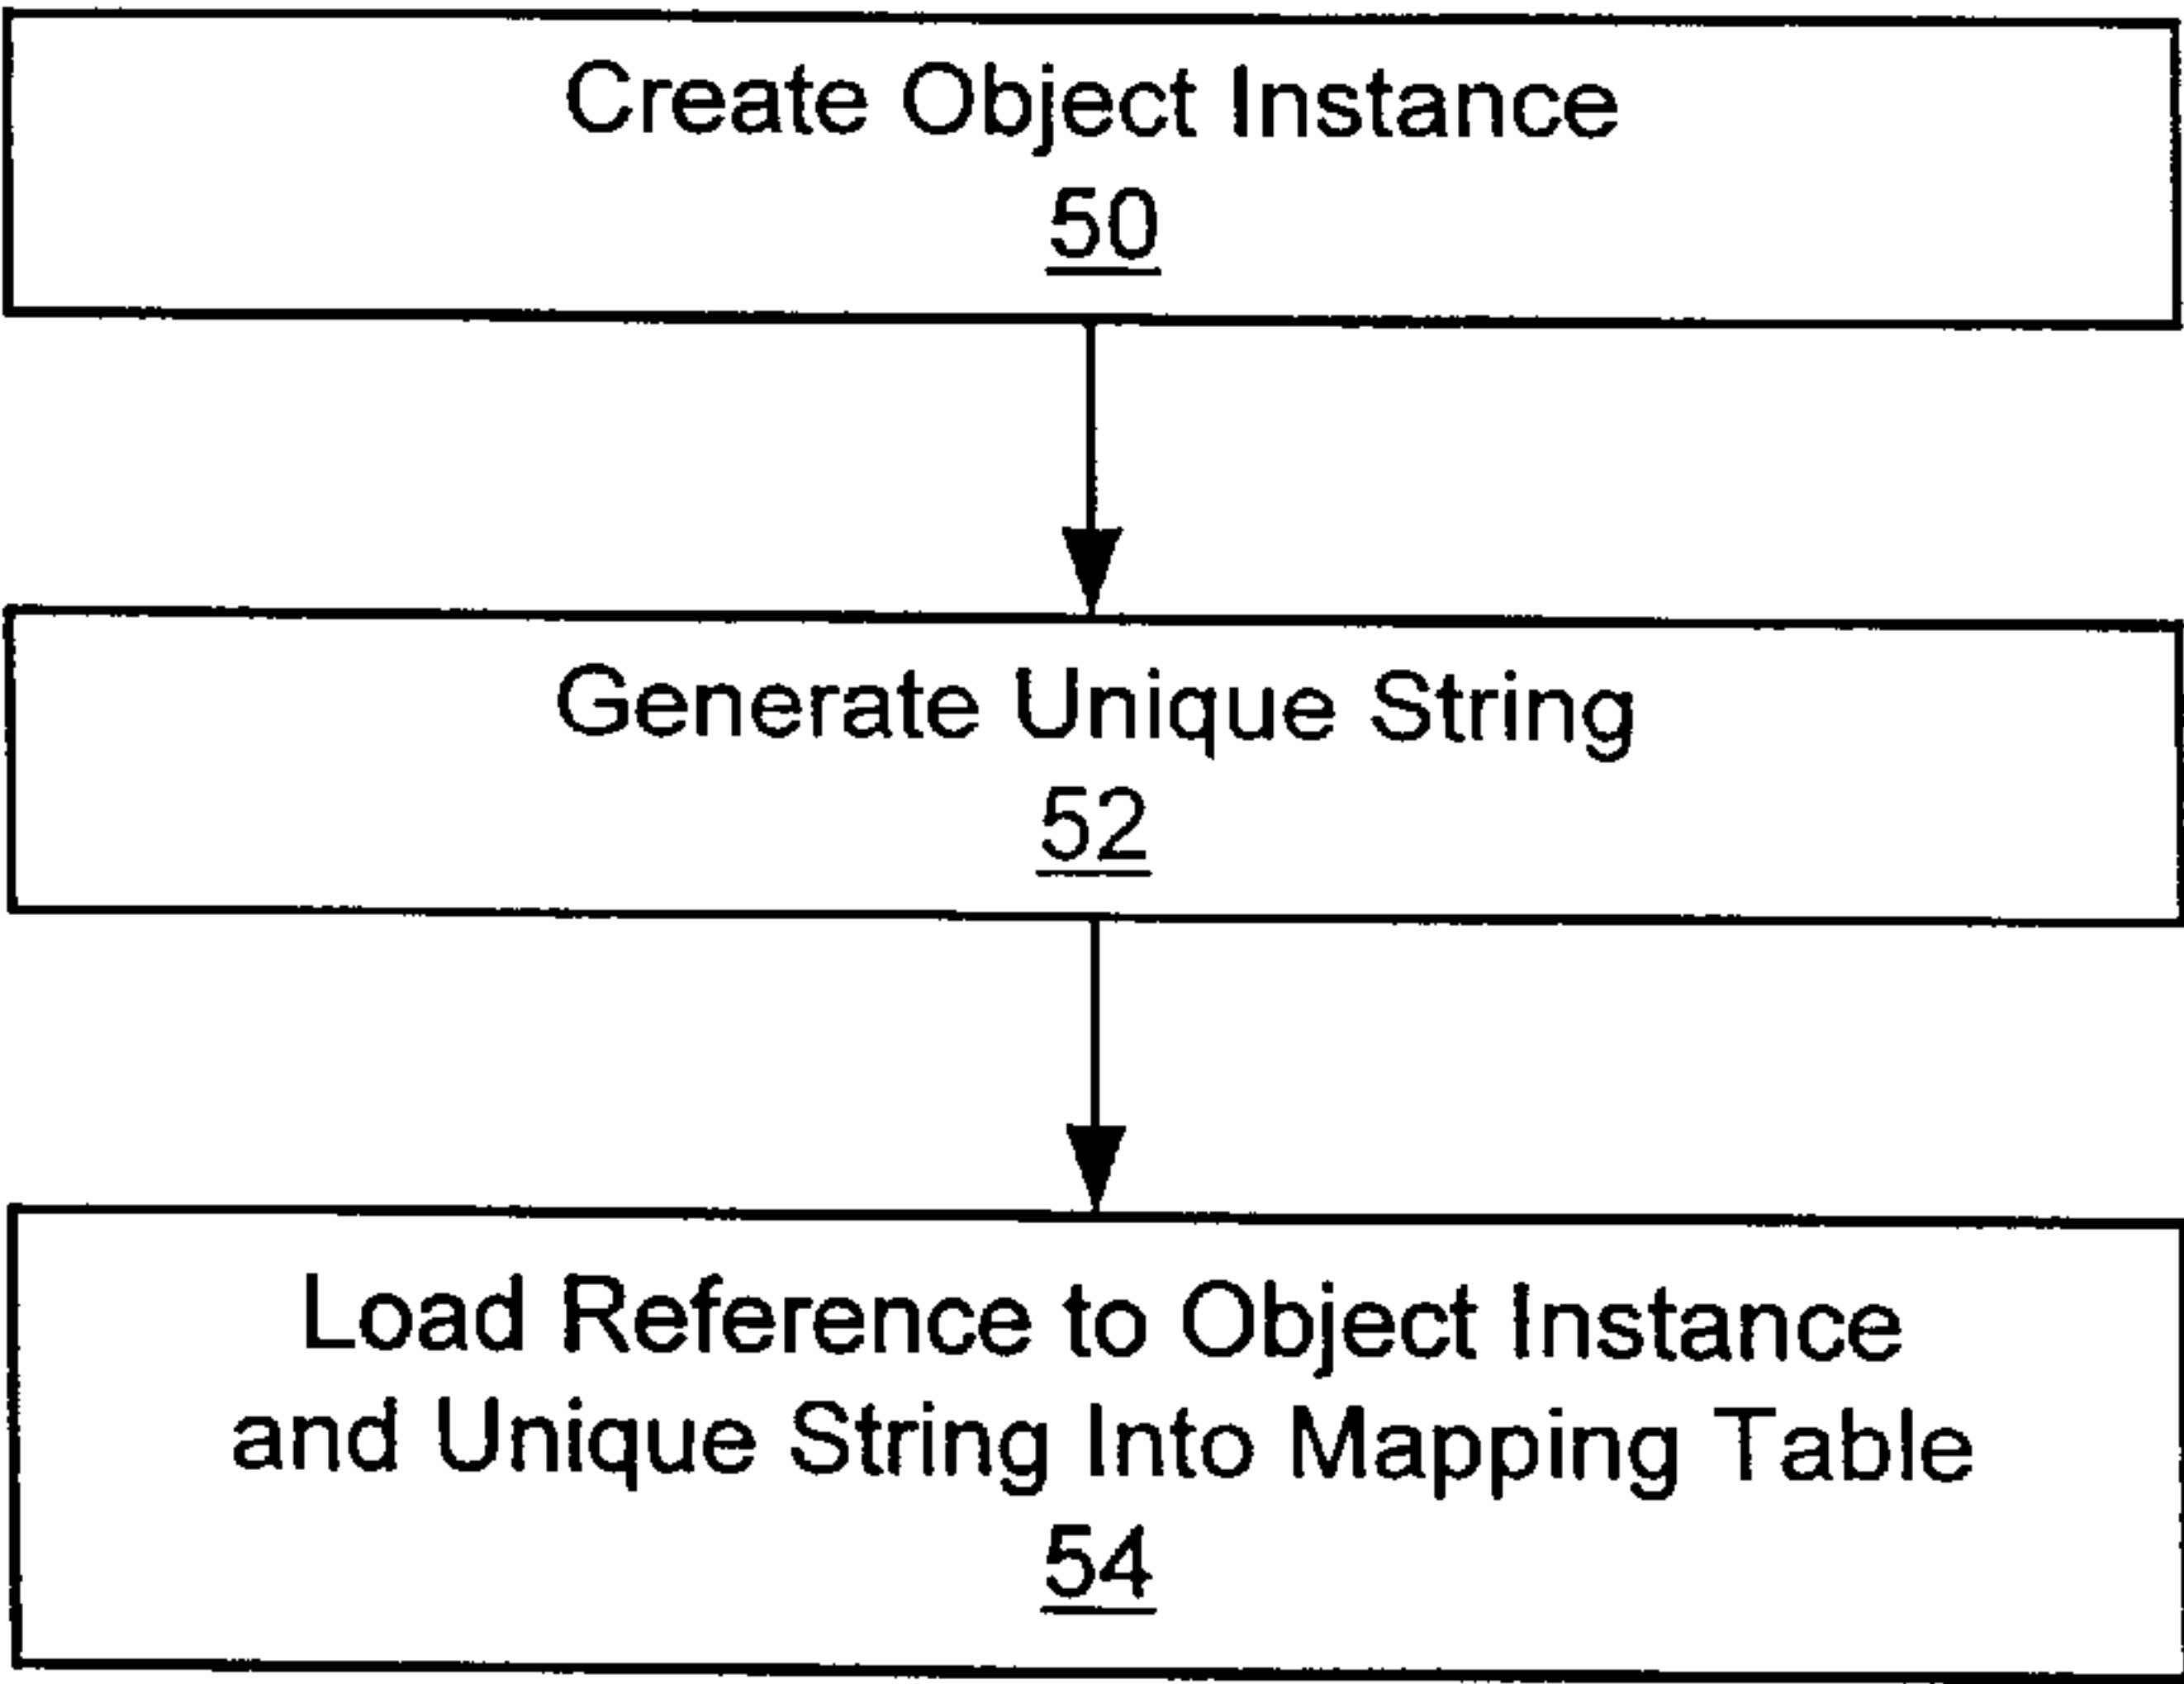 Create Object Instance
50
Generate Unique String
52
Load Reference to Object Instance
and Unique String Into Mapping Table
54